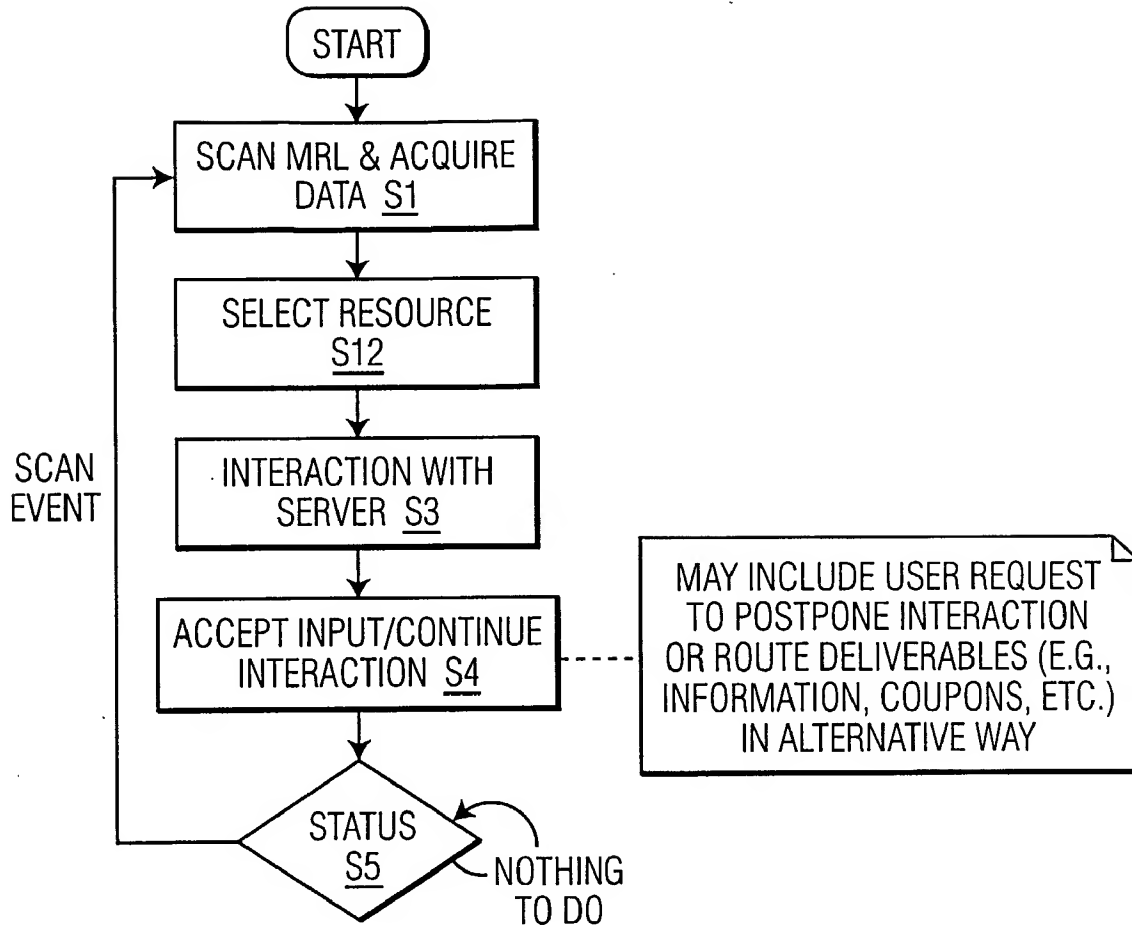 START
SCAN MRL & ACQUIRE
DATA S1
SELECT RESOURCE
S12
INTERACTION WITH
SERVER S3
SCAN
EVENT
ACCEPT INPUT/CONTINUE
INTERACTION S4
MAY INCLUDE USER REQUEST
TO POSTPONE INTERACTION
OR ROUTE DELIVERABLES (E.G.,
INFORMATION, COUPONS, ETC.)
IN ALTERNATIVE WAY
STATUS
S5
NOTHING
TO DO